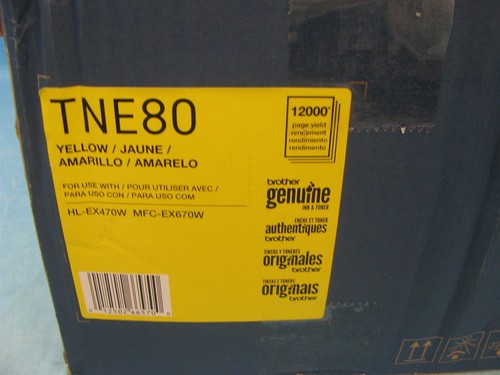 TNE80
YELLOW / JAUNE /
AMARILLO / AMARELO
FOR USE WITH / POUR UTILISER AVEC /
PARA USO CON / PARA USO COM
HL-EX470W MFC-EX670W
12000*
page yield
rendement
rendimiento
rendimento
brother
genuine
INK & TONER
ENCRE ET TONER
authentiques
brother
TINTAS Y TÓNERES
originales
brother
TINTAS E TONERS
originais
brother